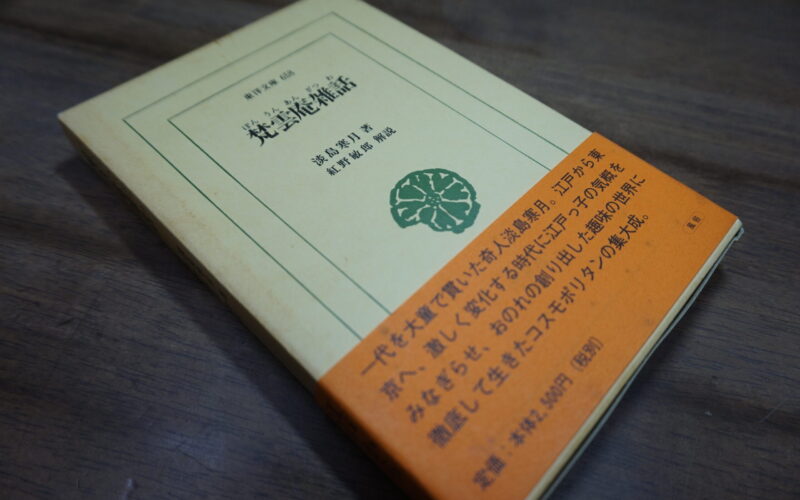 東洋文庫 658
ぼん うん あん ざつ わ
梵雲庵雑話
淡島寒月 著
紅野敏郎 解説
一代を大童で貫いた奇人淡島寒月。江戸から東
京へ、激しく変化する時代に江戸っ子の気概を
みなぎらせ、おのれの創り出した趣味の世界に
徹底して生きたコスモポリタンの集大成。
定価：本体2,500円（税別）